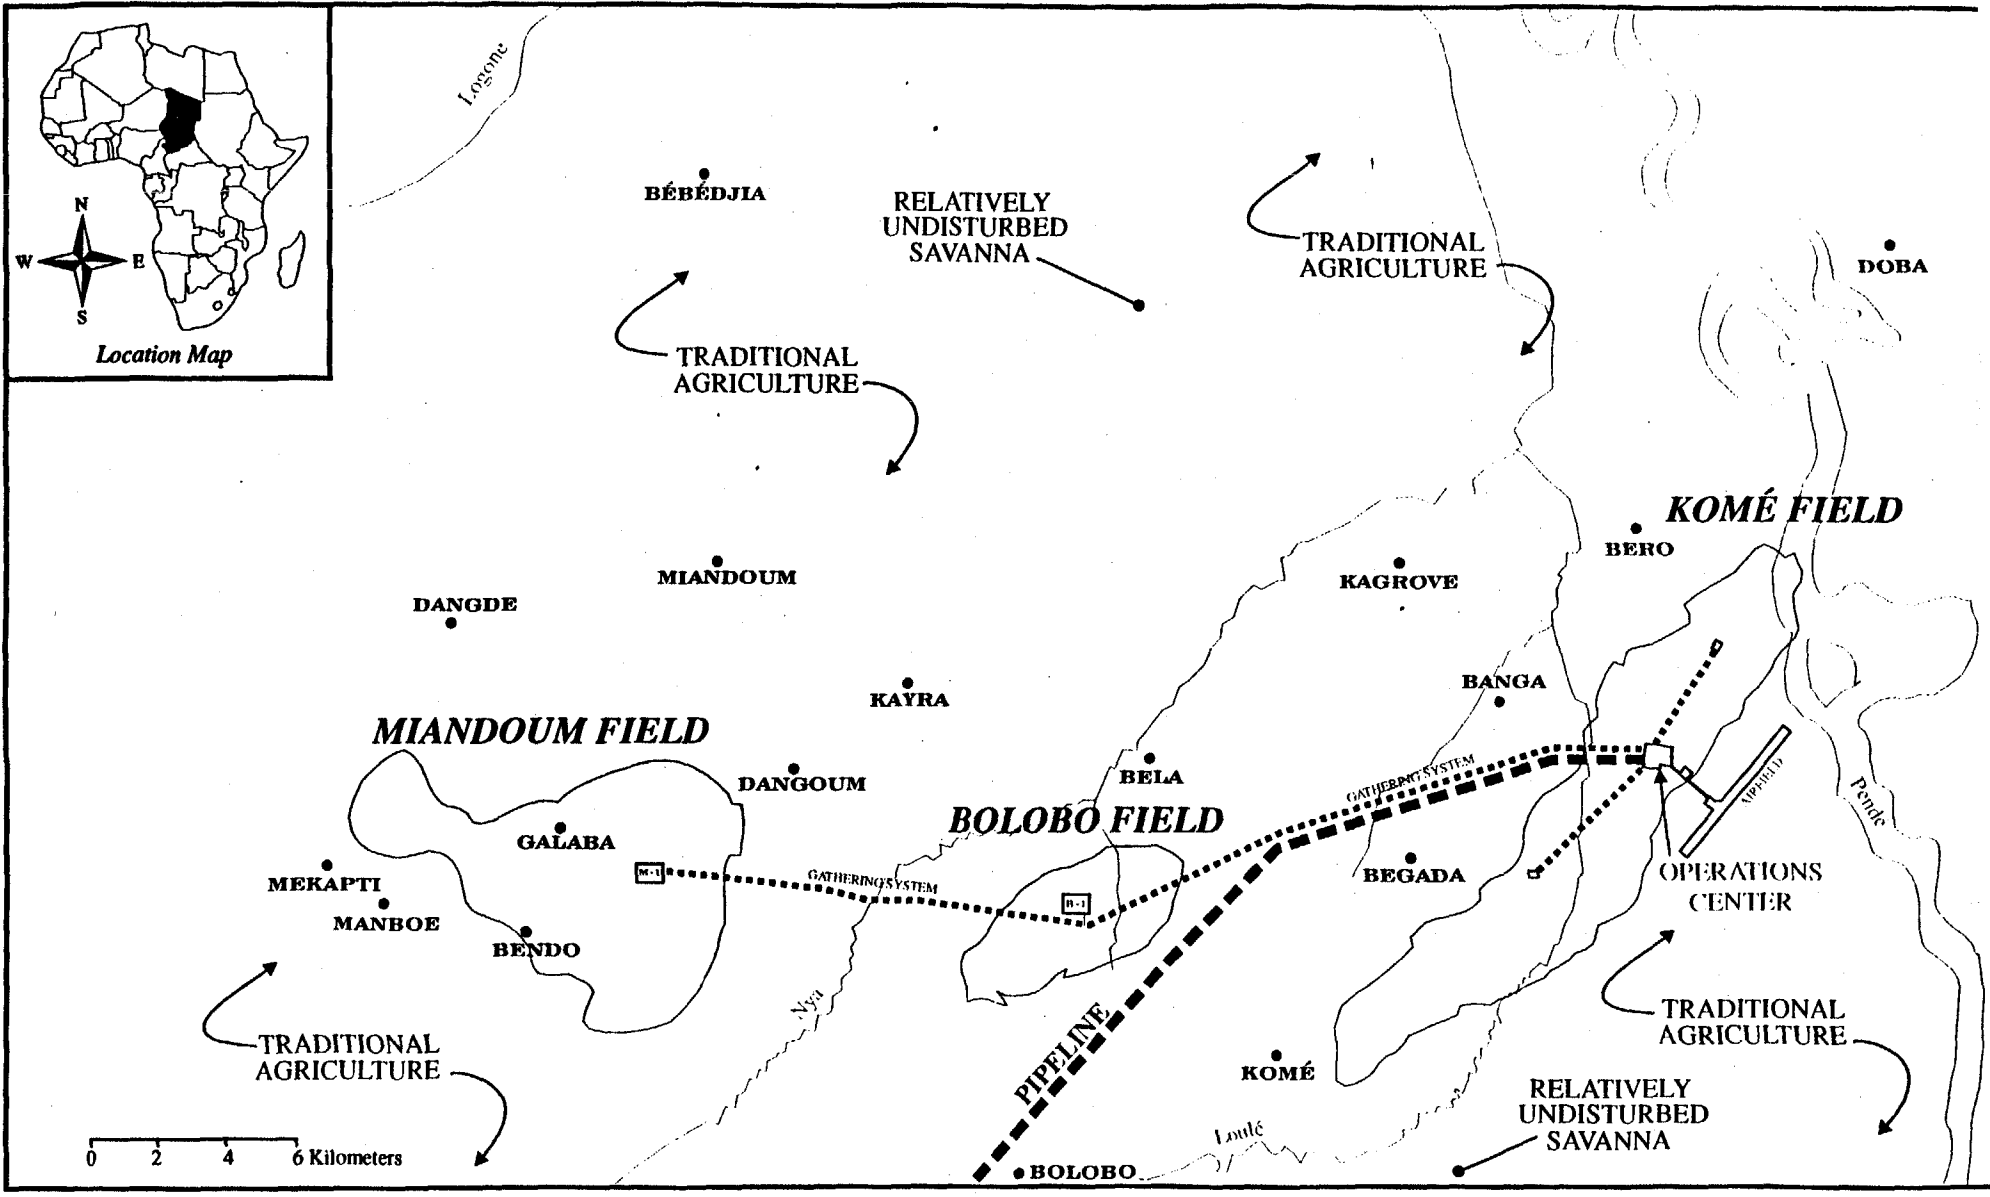 Logone
N
W
E
S
Location Map
BÉBÉDJIA
RELATIVELY
UNDISTURBED
SAVANNA
TRADITIONAL
AGRICULTURE
DOBA
TRADITIONAL
AGRICULTURE
KOMÉ FIELD
BERO
MIANDOUM
KAGROVE
DANGDE
KAYRA
BANGA
MIANDOUM FIELD
DANGOUM
BELA
GATHERING SYSTEM
AIRFIELD
Pende
BOLOBO FIELD
GALABA
M-1
GATHERING SYSTEM
BEGADA
OPERATIONS
CENTER
MEKAPTI
B-1
MANBOE
BENDO
Nya
PIPELINE
TRADITIONAL
AGRICULTURE
TRADITIONAL
AGRICULTURE
KOMÉ
RELATIVELY
UNDISTURBED
SAVANNA
Loulé
0 2 4 6 Kilometers
BOLOBO